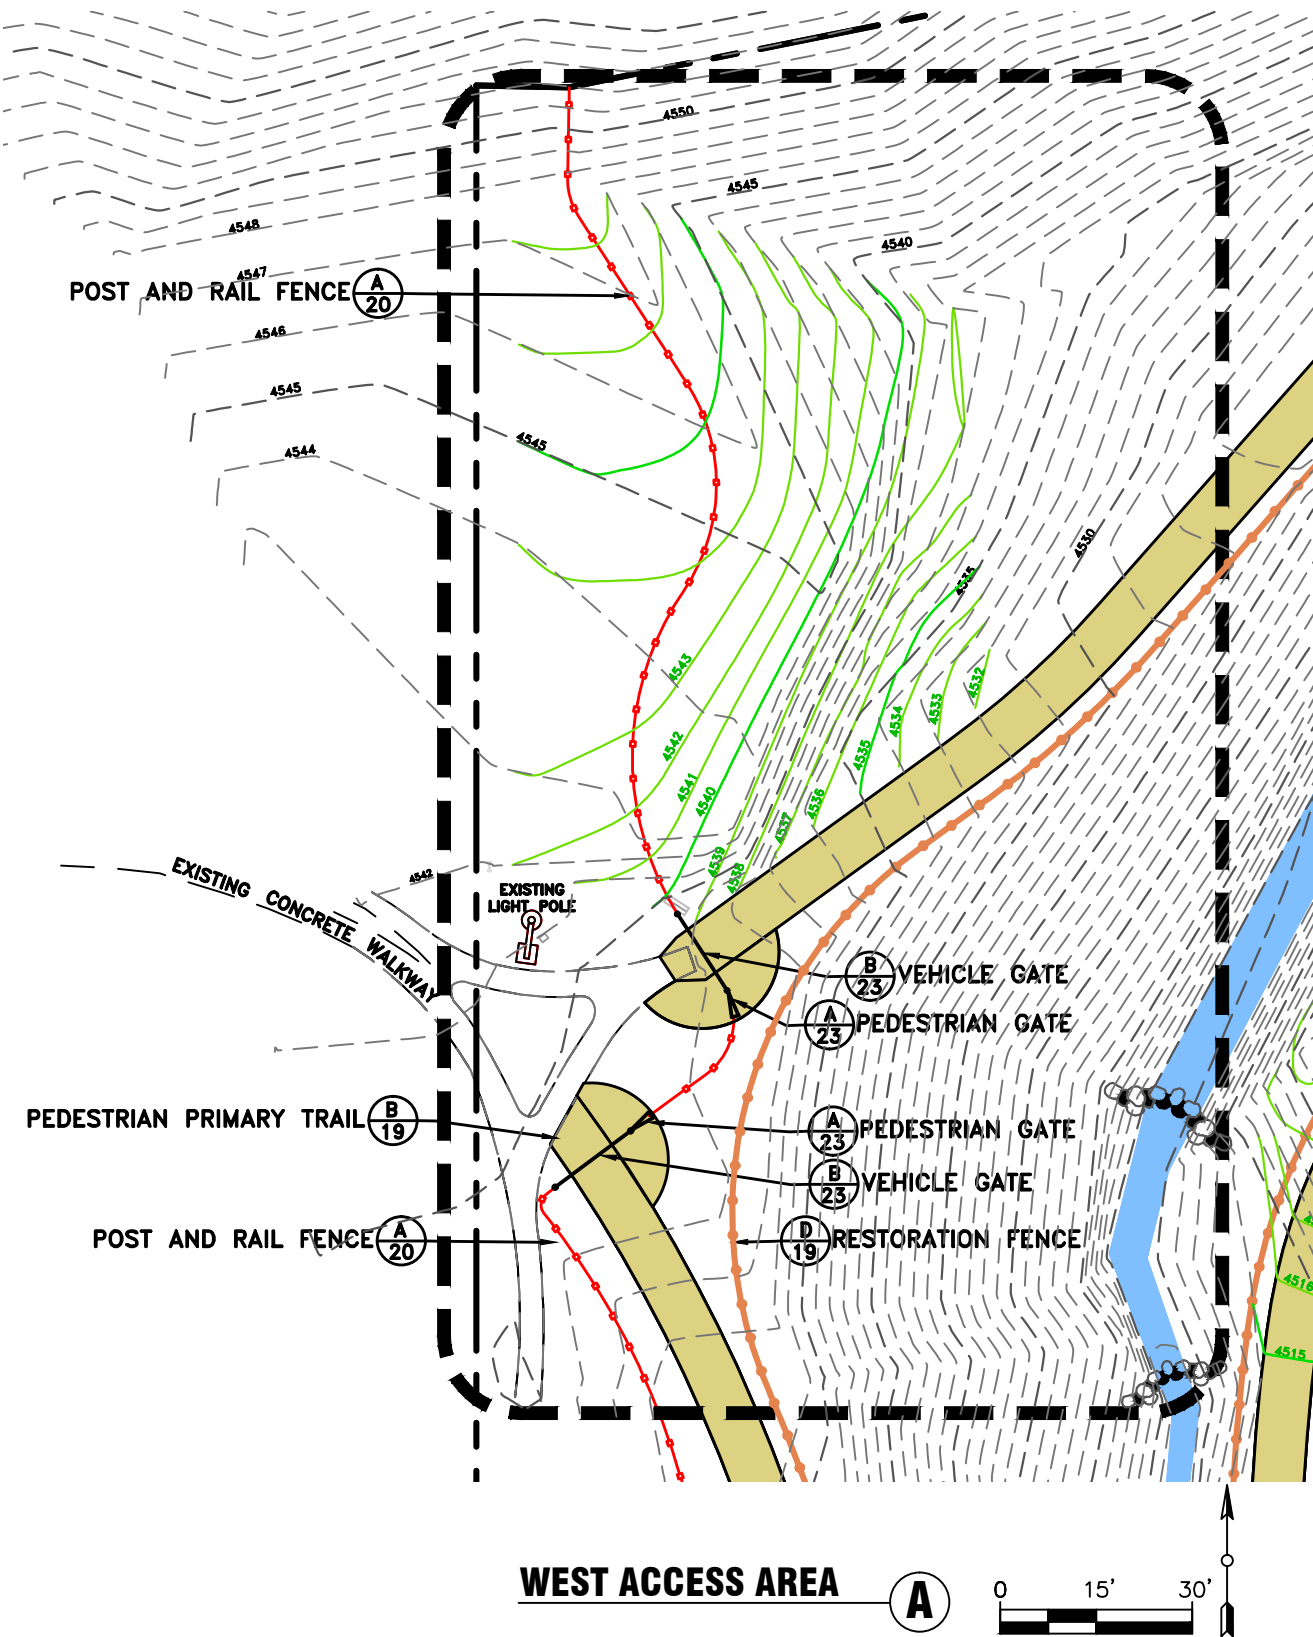 4550
4545
4548
4540
4547
POST AND RAIL FENCE A 20
4546
4545
4545
4544
4530
4535
4543
4532
4533
4534
4542
4535
4541
4540
4536
4537
4539
4538
4542
EXISTING CONCRETE WALKWAY
EXISTING
LIGHT POLE
B 23 VEHICLE GATE
A 23 PEDESTRIAN GATE
PEDESTRIAN PRIMARY TRAIL B 19
A 23 PEDESTRIAN GATE
B 23 VEHICLE GATE
POST AND RAIL FENCE A 20
D 19 RESTORATION FENCE
4516
4515
WEST ACCESS AREA A
0 15' 30'